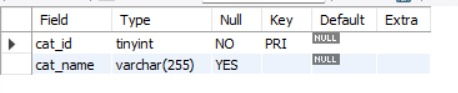 Field Type Null Key Default Extra
cat_id tinyint NO PRI NULL
cat_name varchar(255) YES NULL